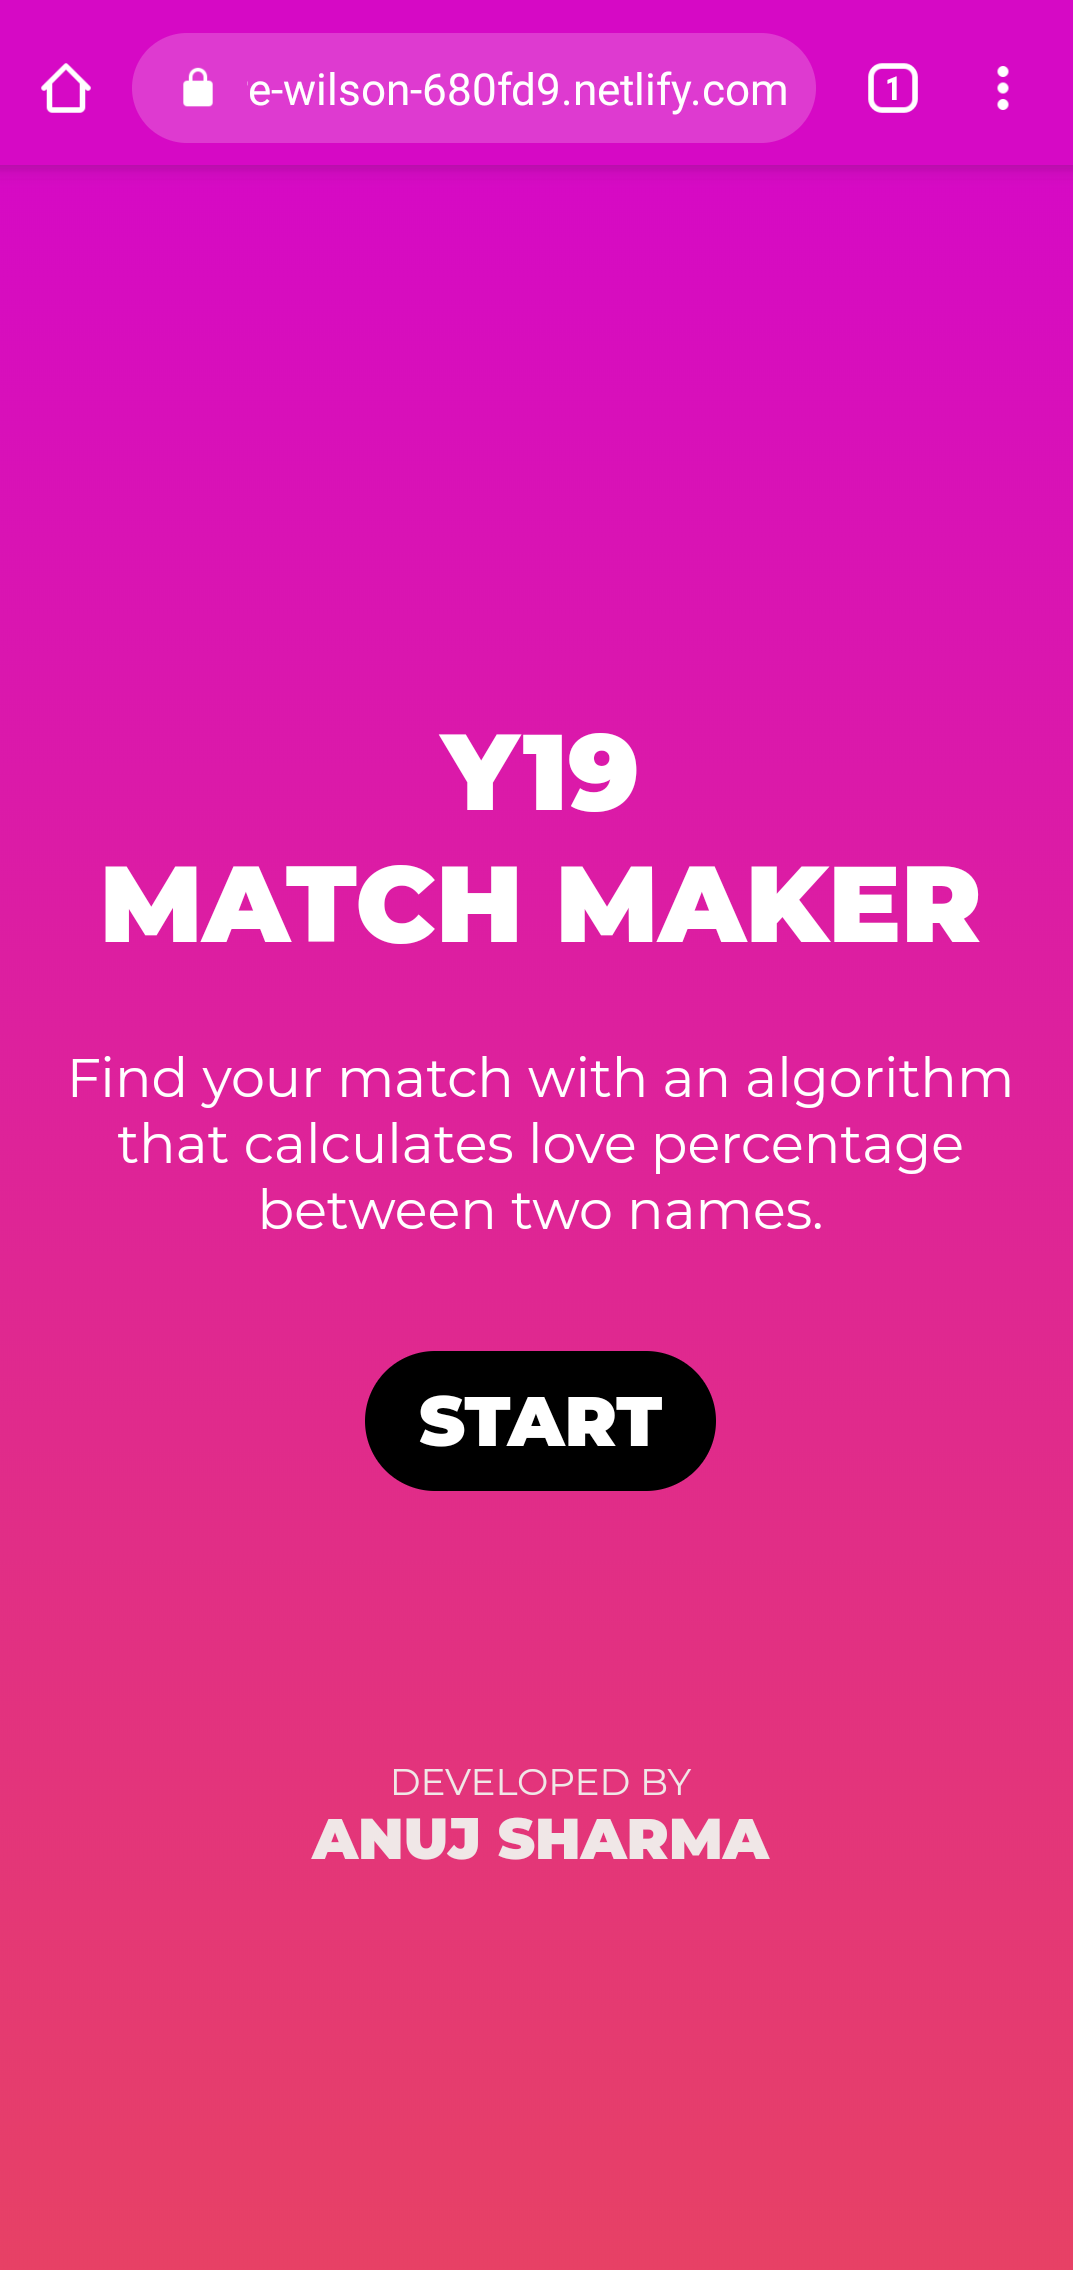 e-wilson-680fd9.netlify.com
1
Y19
MATCH MAKER
Find your match with an algorithm
that calculates love percentage
between two names.
START
DEVELOPED BY
ANUJ SHARMA